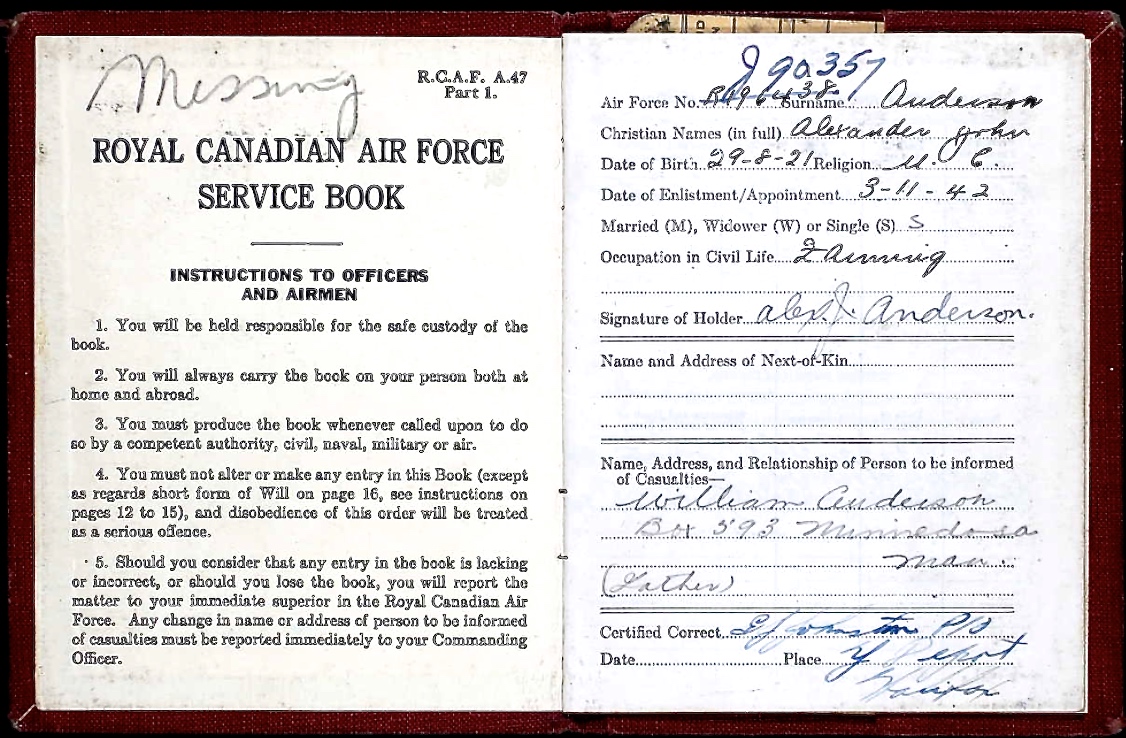 Missing
R.C.A.F. A.47
Part 1.
ROYAL CANADIAN AIR FORCE
SERVICE BOOK
INSTRUCTIONS TO OFFICERS
AND AIRMEN
1. You will be held responsible for the safe custody of the
book.
2. You will always carry the book on your person both at
home and abroad.
3. You must produce the book whenever called upon to do
so by a competent authority, civil, naval, military or air.
4. You must not alter or make any entry in this Book (except
as regards short form of Will on page 16, see instructions on
pages 12 to 15), and disobedience of this order will be treated
as a serious offence.
5. Should you consider that any entry in the book is lacking
or incorrect, or should you lose the book, you will report the
matter to your immediate superior in the Royal Canadian Air
Force. Any change in name or address of person to be informed
of casualties must be reported immediately to your Commanding
Officer.
J 90357
Air Force No. R196438 Surname Anderson
Christian Names (in full) Alexander John
Date of Birth 29-8-21 Religion U. C.
Date of Enlistment/Appointment 3-11-42
Married (M), Widower (W) or Single (S) S
Occupation in Civil Life Farming
Signature of Holder Alex J. Anderson.
Name and Address of Next-of-Kin
Name, Address, and Relationship of Person to be informed
of Casualties—
William Anderson
Box 593 Minnedosa
Man.
(Father)
Certified Correct Johnston P/O
Date Place Y Depot
Halifax